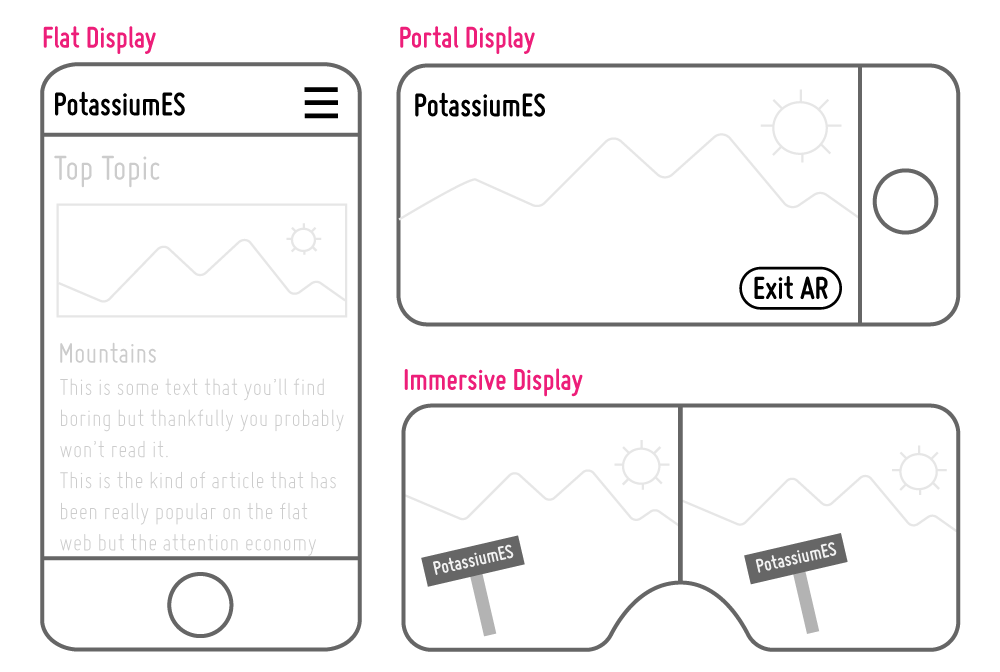 Flat Display
PotassiumES
Top Topic
Mountains
This is some text that you'll find
boring but thankfully you probably
won't read it.
This is the kind of article that has
been really popular on the flat
web but the attention economy
Portal Display
PotassiumES
Exit AR
Immersive Display
PotassiumES
PotassiumES